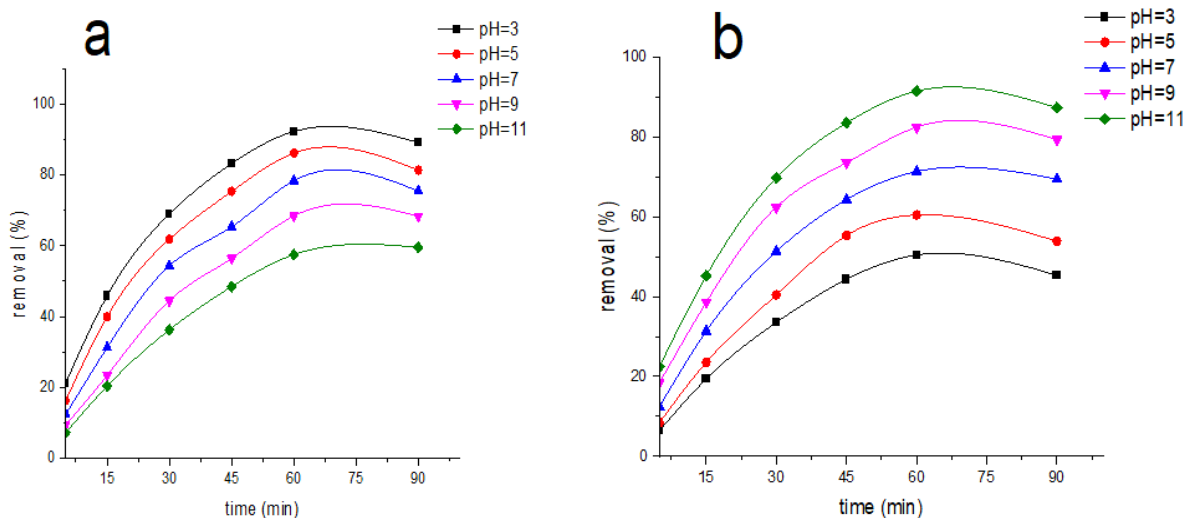 a
pH=3
pH=5
pH=7
pH=9
pH=11
removal (%)
100
80
60
40
20
0
15 30 45 60 75 90
time (min)
b
pH=3
pH=5
pH=7
pH=9
pH=11
removal (%)
100
80
60
40
20
0
15 30 45 60 75 90
time (min)